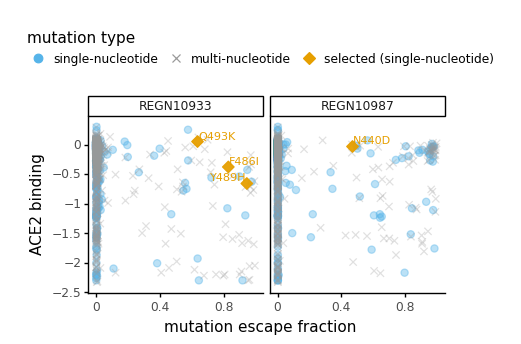 mutation type
single-nucleotide multi-nucleotide selected (single-nucleotide)
REGN10933 REGN10987
Q493K
F486I
Y489H
N440D
ACE2 binding
0
−0.5
−1
−1.5
−2
−2.5
0 0.4 0.8 0 0.4 0.8
mutation escape fraction